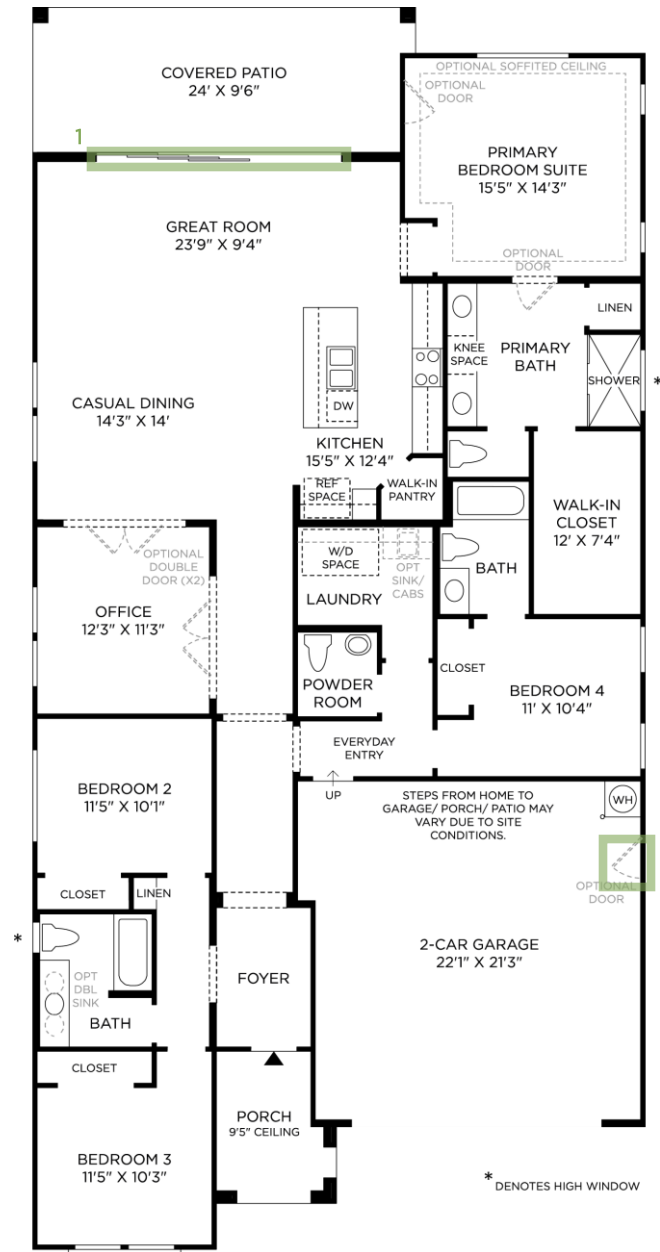 COVERED PATIO
24' X 9'6"
1
OPTIONAL SOFFITED CEILING
OPTIONAL
DOOR
PRIMARY
BEDROOM SUITE
15'5" X 14'3"
GREAT ROOM
23'9" X 9'4"
OPTIONAL
DOOR
LINEN
KNEE
SPACE
PRIMARY
BATH
SHOWER
*
DW
CASUAL DINING
14'3" X 14'
KITCHEN
15'5" X 12'4"
REF
SPACE
WALK-IN
PANTRY
WALK-IN
CLOSET
12' X 7'4"
W/D
SPACE
OPT
SINK/
CABS
BATH
OPTIONAL
DOUBLE
DOOR (X2)
LAUNDRY
OFFICE
12'3" X 11'3"
CLOSET
POWDER
ROOM
BEDROOM 4
11' X 10'4"
EVERYDAY
ENTRY
UP
BEDROOM 2
11'5" X 10'1"
STEPS FROM HOME TO
GARAGE/ PORCH/ PATIO MAY
VARY DUE TO SITE
CONDITIONS.
WH
OPTIONAL
DOOR
CLOSET
LINEN
*
2-CAR GARAGE
22'1" X 21'3"
OPT
DBL
SINK
FOYER
BATH
CLOSET
PORCH
9'5" CEILING
BEDROOM 3
11'5" X 10'3"
* DENOTES HIGH WINDOW